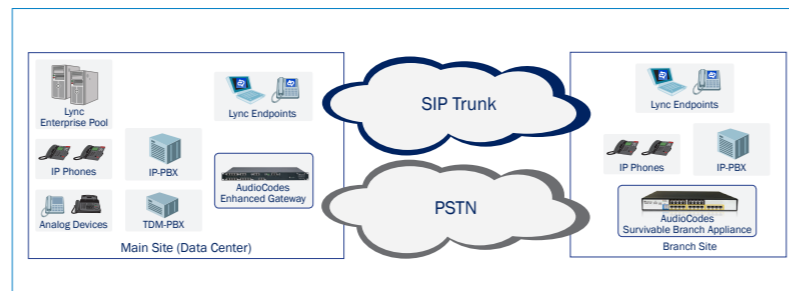 Lync
Enterprise Pool
Lync Endpoints
IP Phones
IP-PBX
AudioCodes
Enhanced Gateway
Analog Devices
TDM-PBX
Main Site (Data Center)
SIP Trunk
PSTN
Lync Endpoints
IP Phones
IP-PBX
AudioCodes
Survivable Branch Appliance
Branch Site